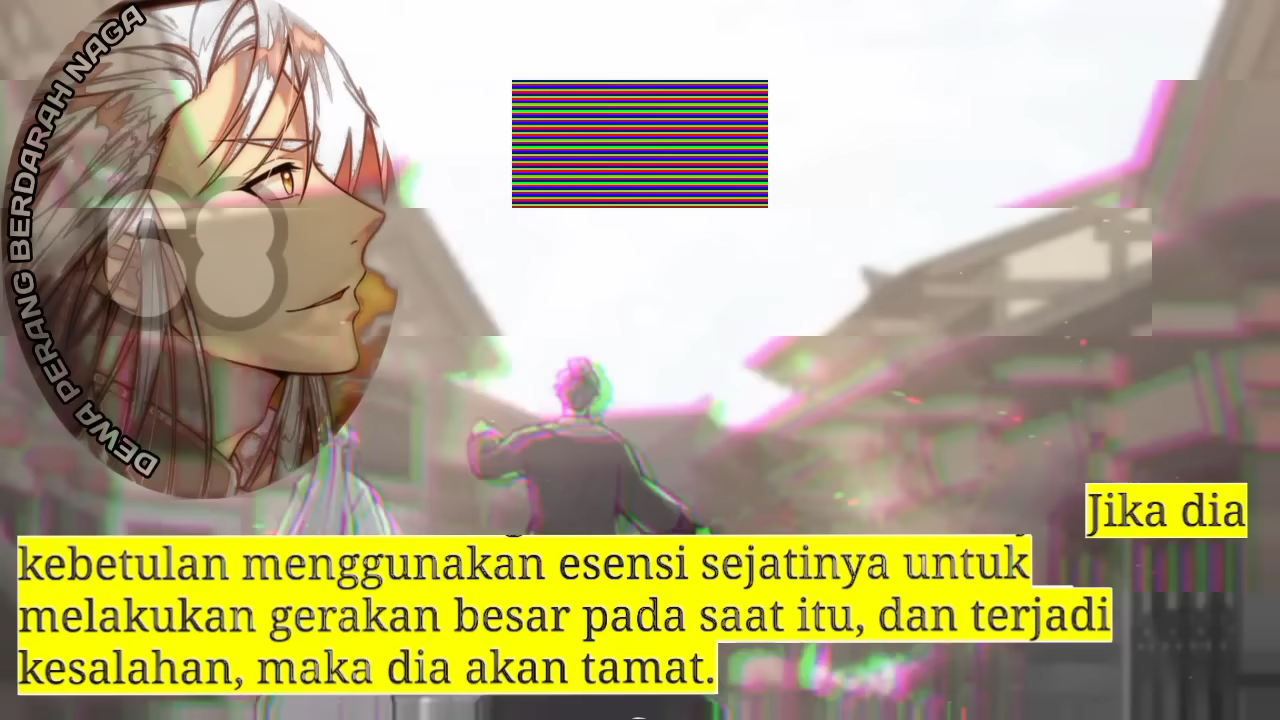 DEWA PERANG BERDARAH NAGA
Jika dia
kebetulan menggunakan esensi sejatinya untuk
melakukan gerakan besar pada saat itu, dan terjadi
kesalahan, maka dia akan tamat.